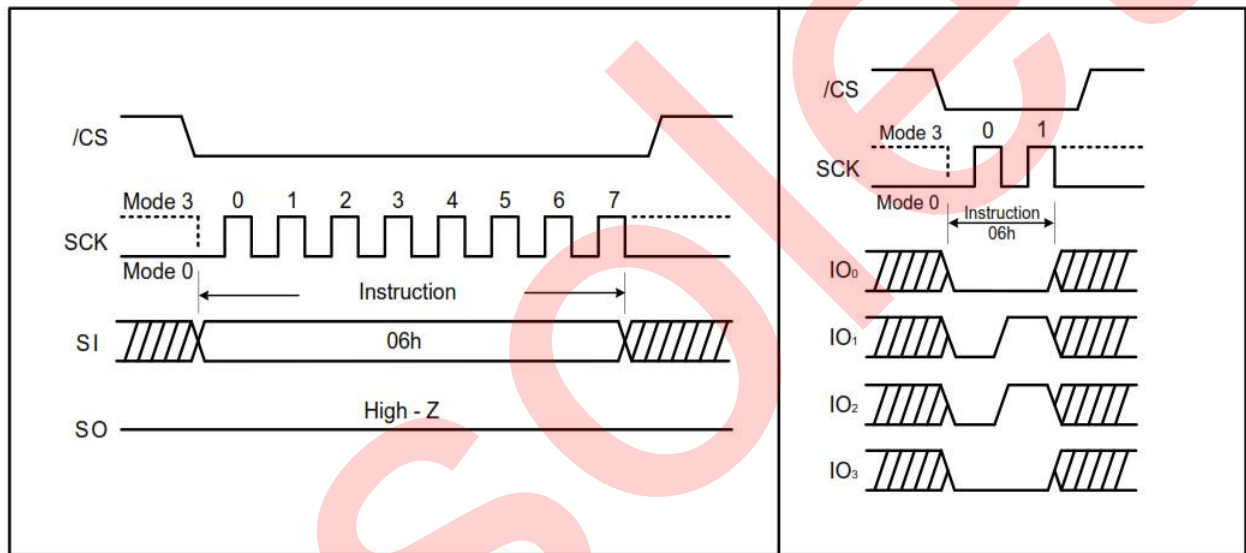 /CS
Mode 3 0 1 2 3 4 5 6 7
SCK
Mode 0
Instruction
SI 06h
High - Z
SO
/CS
Mode 3 0 1
SCK
Mode 0 Instruction
06h
IO₀
IO₁
IO₂
IO₃